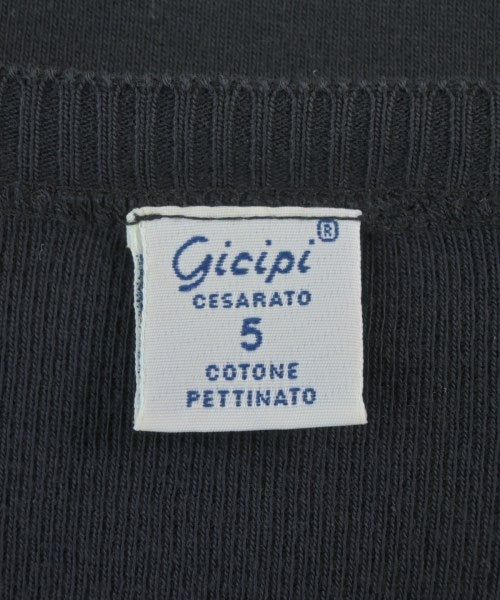 Gicipi®
CESARATO
5
COTONE
PETTINATO